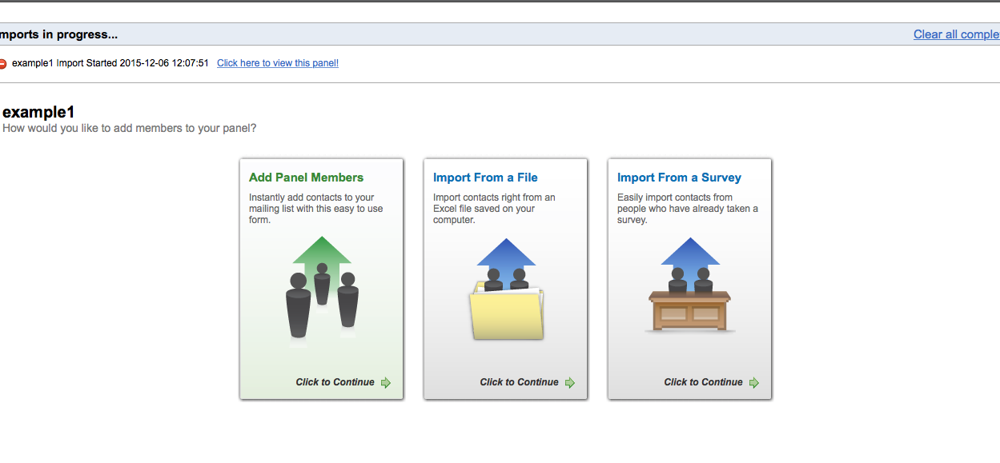 mports in progress...
Clear all comple
example1 Import Started 2015-12-06 12:07:51 Click here to view this panel!
example1
How would you like to add members to your panel?
Add Panel Members
Instantly add contacts to your
mailing list with this easy to use
form.
Click to Continue
Import From a File
Import contacts right from an
Excel file saved on your
computer.
Click to Continue
Import From a Survey
Easily import contacts from
people who have already taken a
survey.
Click to Continue